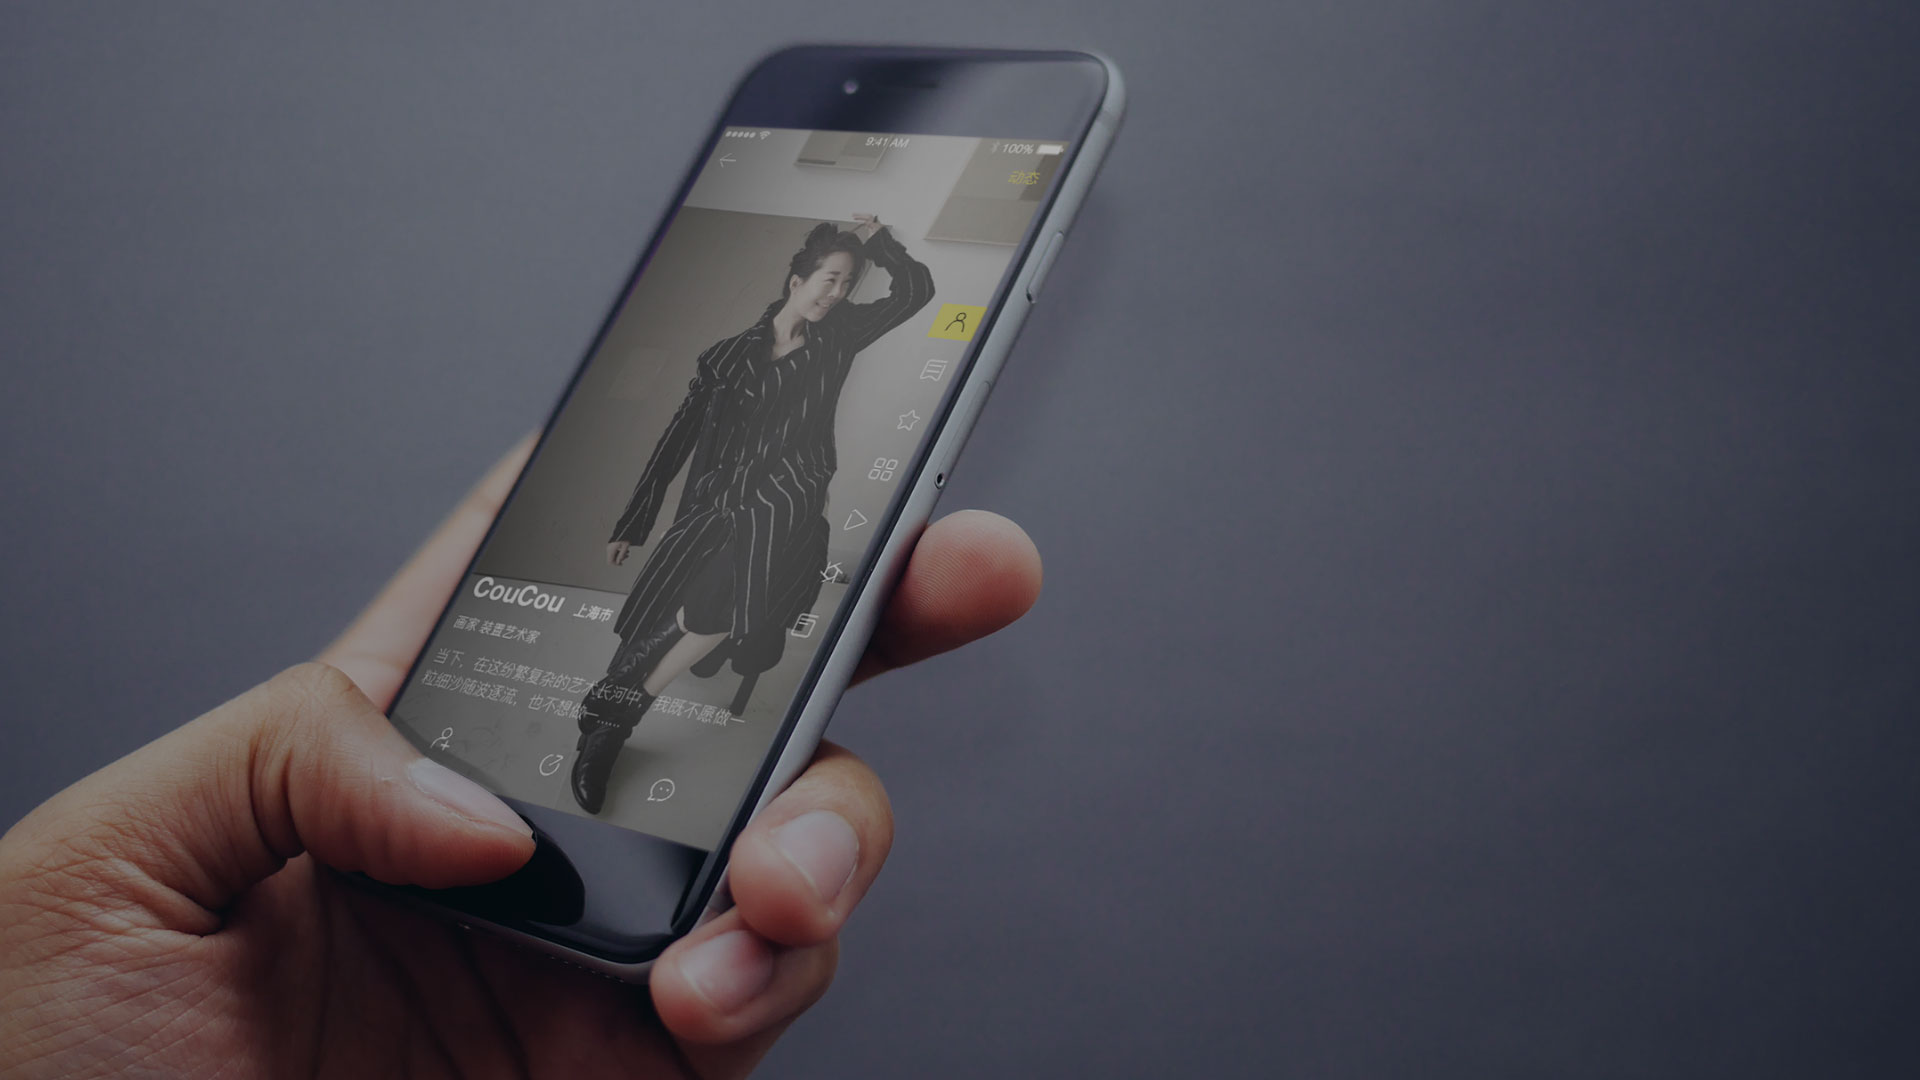 9:41 AM
100%
动态
CouCou 上海市
画家 装置艺术家
当下，在这纷繁复杂的艺术长河中，我既不愿做一
粒细沙随波逐流，也不想做一......